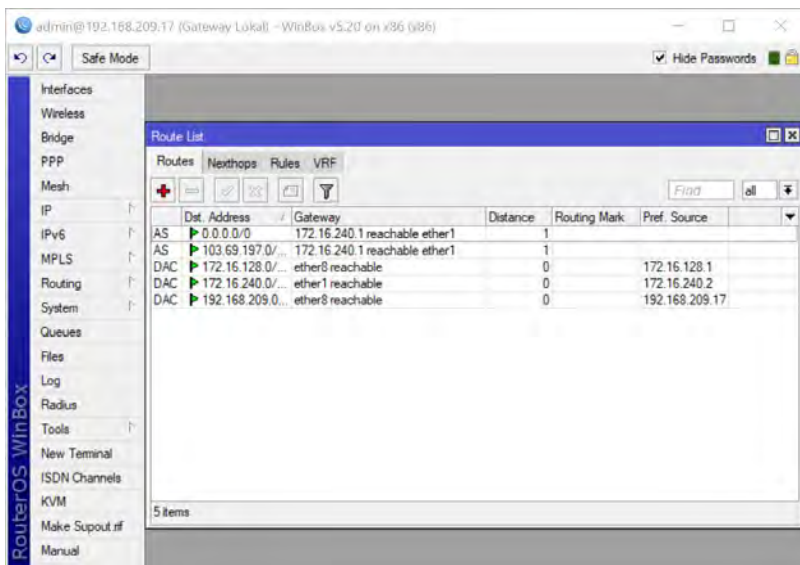 admin@192.168.209.17 (Gateway Lokal) - WinBox v5.20 on x86 (x86)
Safe Mode
Hide Passwords
Interfaces
Wireless
Bridge
PPP
Mesh
IP
IPv6
MPLS
Routing
System
Queues
Files
Log
Radius
Tools
New Terminal
ISDN Channels
KVM
Make Supout.rif
Manual
RouterOS WinBox
Route List
Routes Nexthops Rules VRF
Find all
Dst. Address Gateway Distance Routing Mark Pref. Source
AS 0.0.0.0/0 172.16.240.1 reachable ether1 1
AS 103.69.197.0/... 172.16.240.1 reachable ether1 1
DAC 172.16.128.0/... ether8 reachable 0 172.16.128.1
DAC 172.16.240.0/... ether1 reachable 0 172.16.240.2
DAC 192.168.209.0... ether8 reachable 0 192.168.209.17
5 items